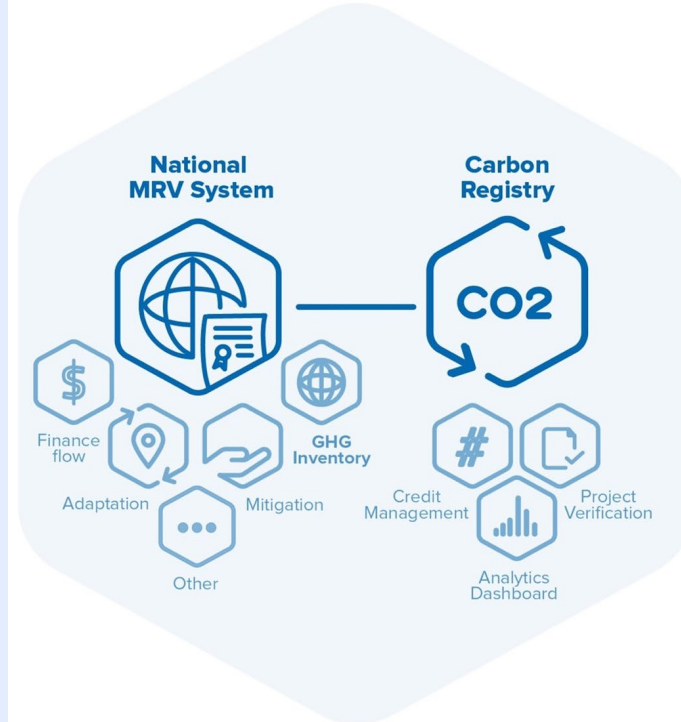 National
MRV System
Carbon
Registry
CO2
$
Finance
flow
GHG
Inventory
Adaptation
Mitigation
Other
#
Credit
Management
Project
Verification
Analytics
Dashboard